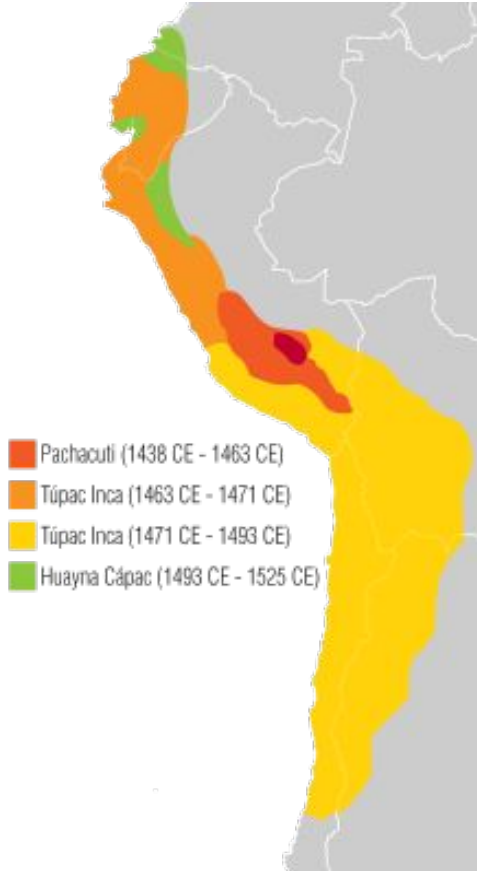 Pachacuti (1438 CE - 1463 CE)
Túpac Inca (1463 CE - 1471 CE)
Túpac Inca (1471 CE - 1493 CE)
Huayna Cápac (1493 CE - 1525 CE)